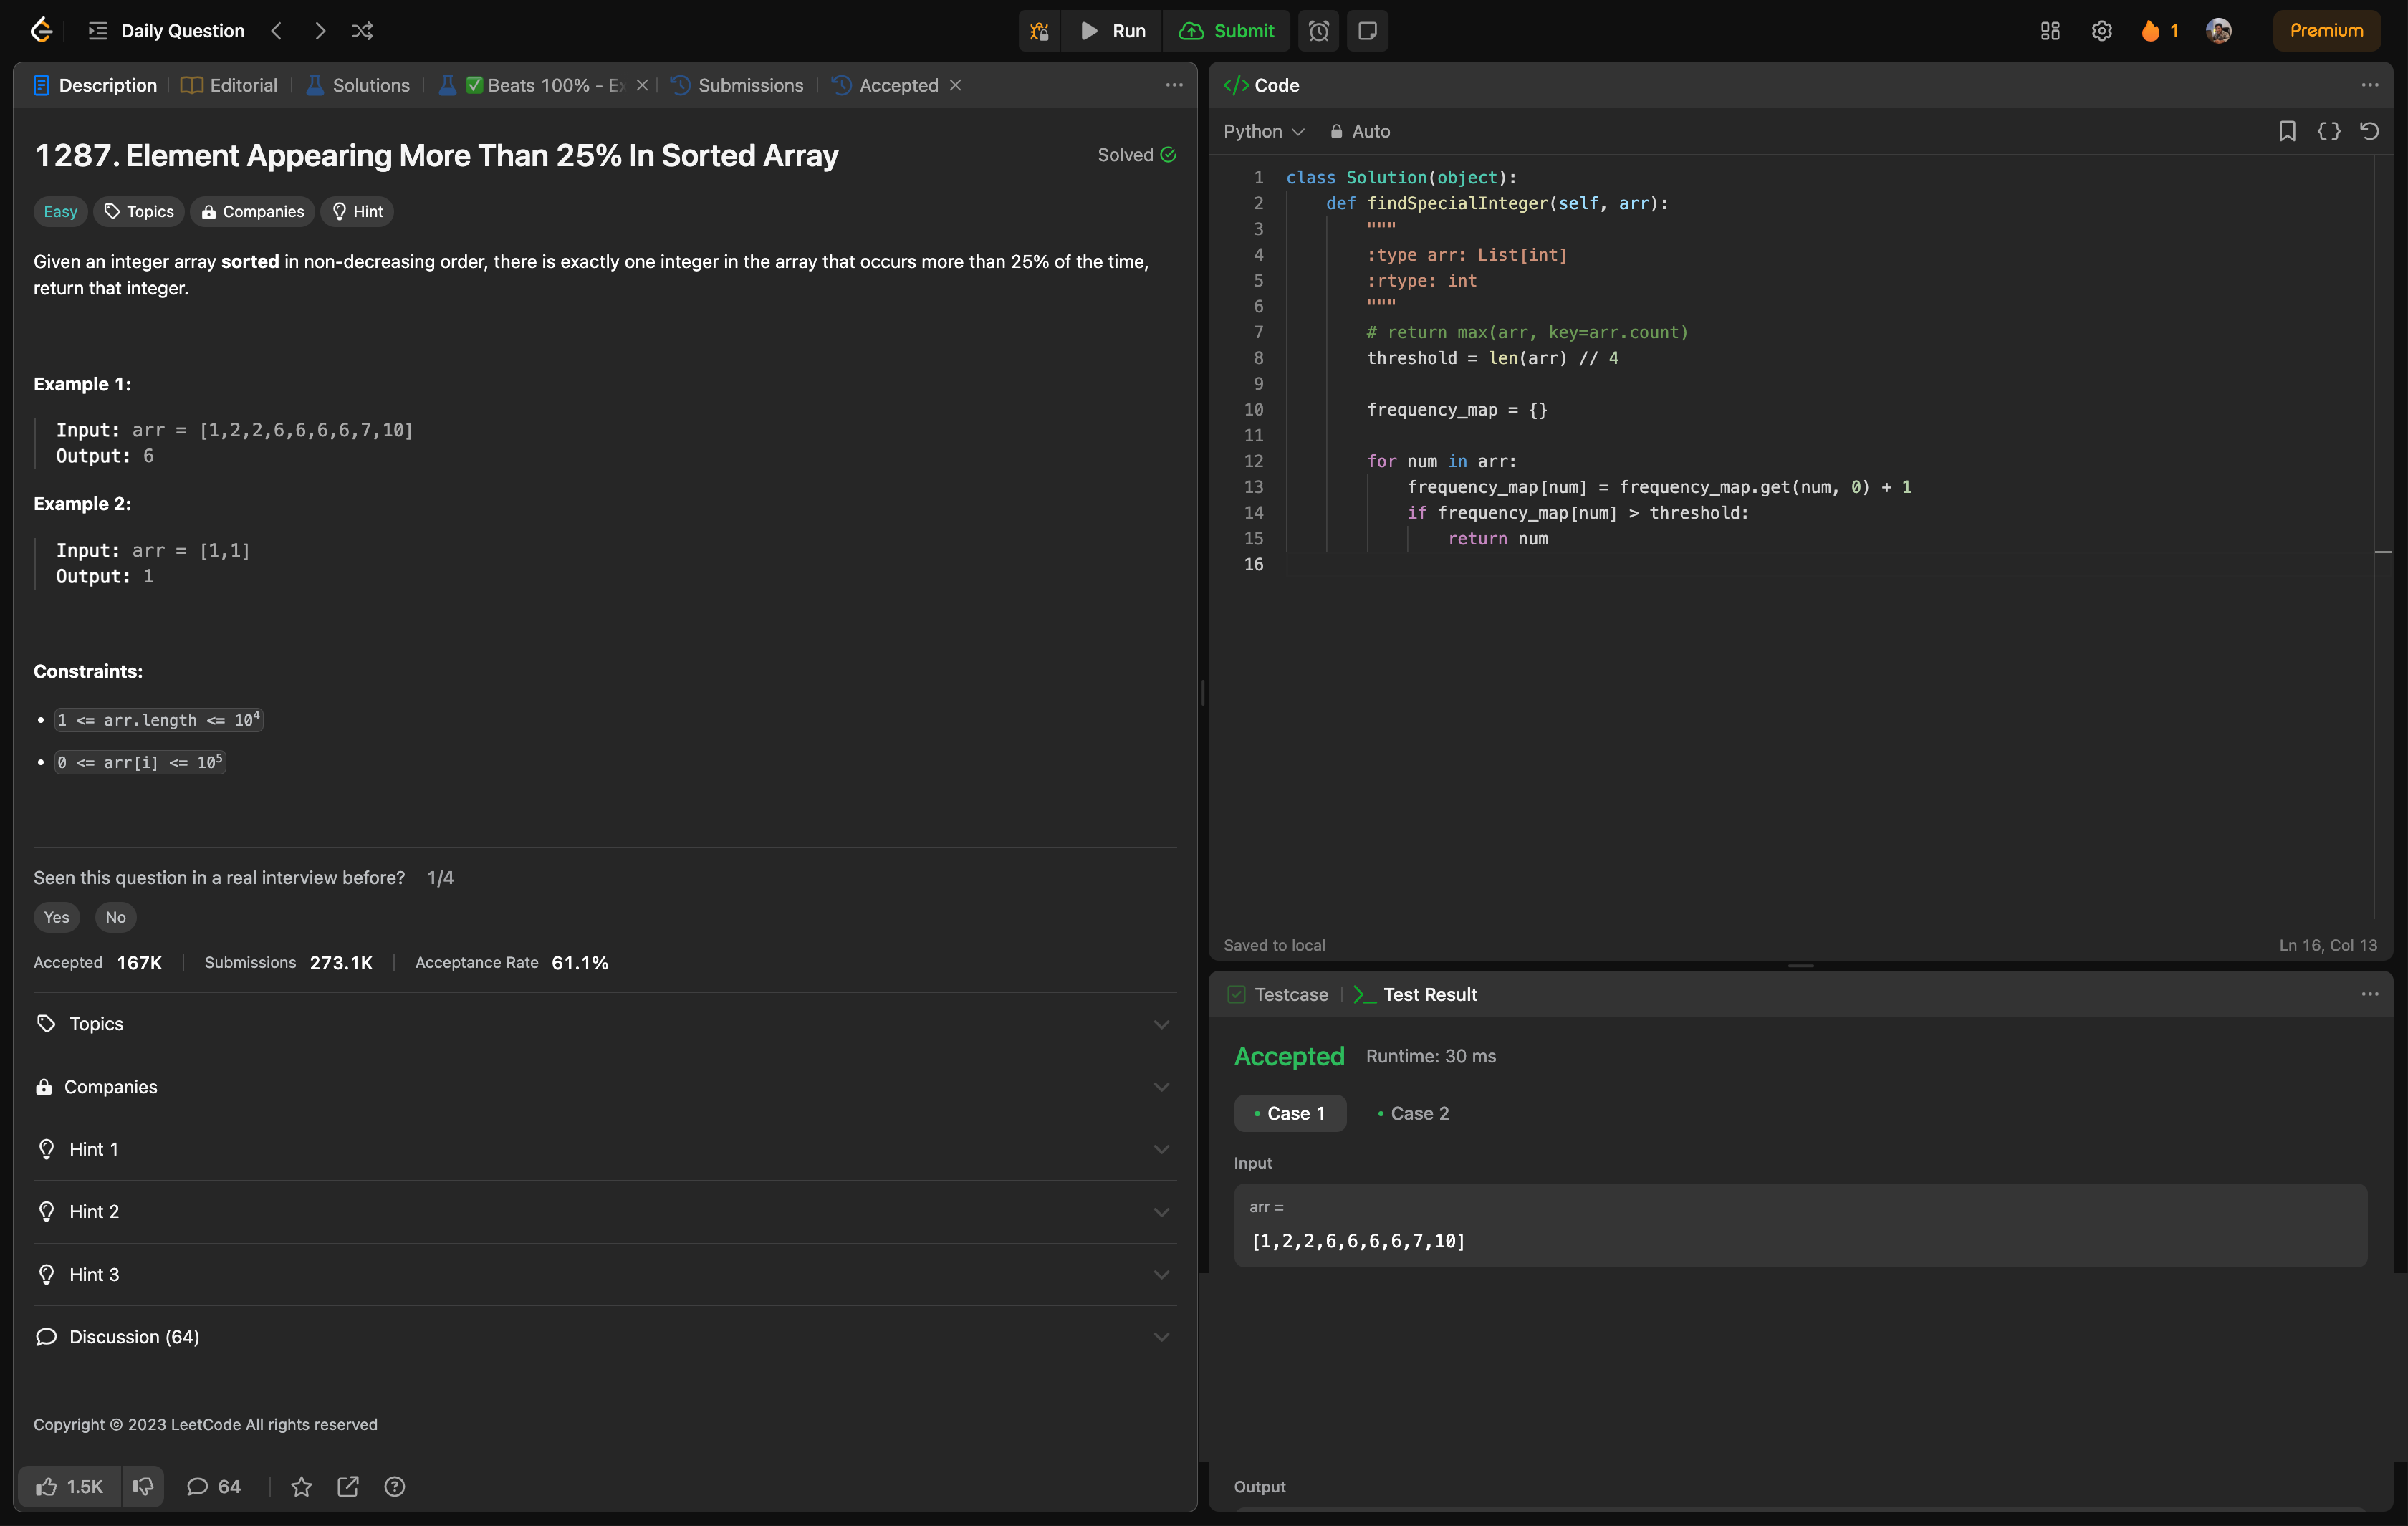 Daily Question
Run
Submit
1
Premium
Description
Editorial
Solutions
✅ Beats 100% - Ex
Submissions
Accepted
1287. Element Appearing More Than 25% In Sorted Array
Solved
Easy
Topics
Companies
Hint
Given an integer array sorted in non-decreasing order, there is exactly one integer in the array that occurs more than 25% of the time,
return that integer.
Example 1:
Input: arr = [1,2,2,6,6,6,6,7,10]
Output: 6
Example 2:
Input: arr = [1,1]
Output: 1
Constraints:
• 1 <= arr.length <= 10⁴
• 0 <= arr[i] <= 10⁵
Seen this question in a real interview before? 1/4
Yes
No
Accepted 167K
Submissions 273.1K
Acceptance Rate 61.1%
Topics
Companies
Hint 1
Hint 2
Hint 3
Discussion (64)
Copyright © 2023 LeetCode All rights reserved
1.5K
64
</> Code
Python
Auto
1 class Solution(object):
2     def findSpecialInteger(self, arr):
3         """
4         :type arr: List[int]
5         :rtype: int
6         """
7         # return max(arr, key=arr.count)
8         threshold = len(arr) // 4
9
10         frequency_map = {}
11
12         for num in arr:
13             frequency_map[num] = frequency_map.get(num, 0) + 1
14             if frequency_map[num] > threshold:
15                 return num
16
Saved to local
Ln 16, Col 13
Testcase
Test Result
Accepted
Runtime: 30 ms
• Case 1
• Case 2
Input
arr =
[1,2,2,6,6,6,6,7,10]
Output